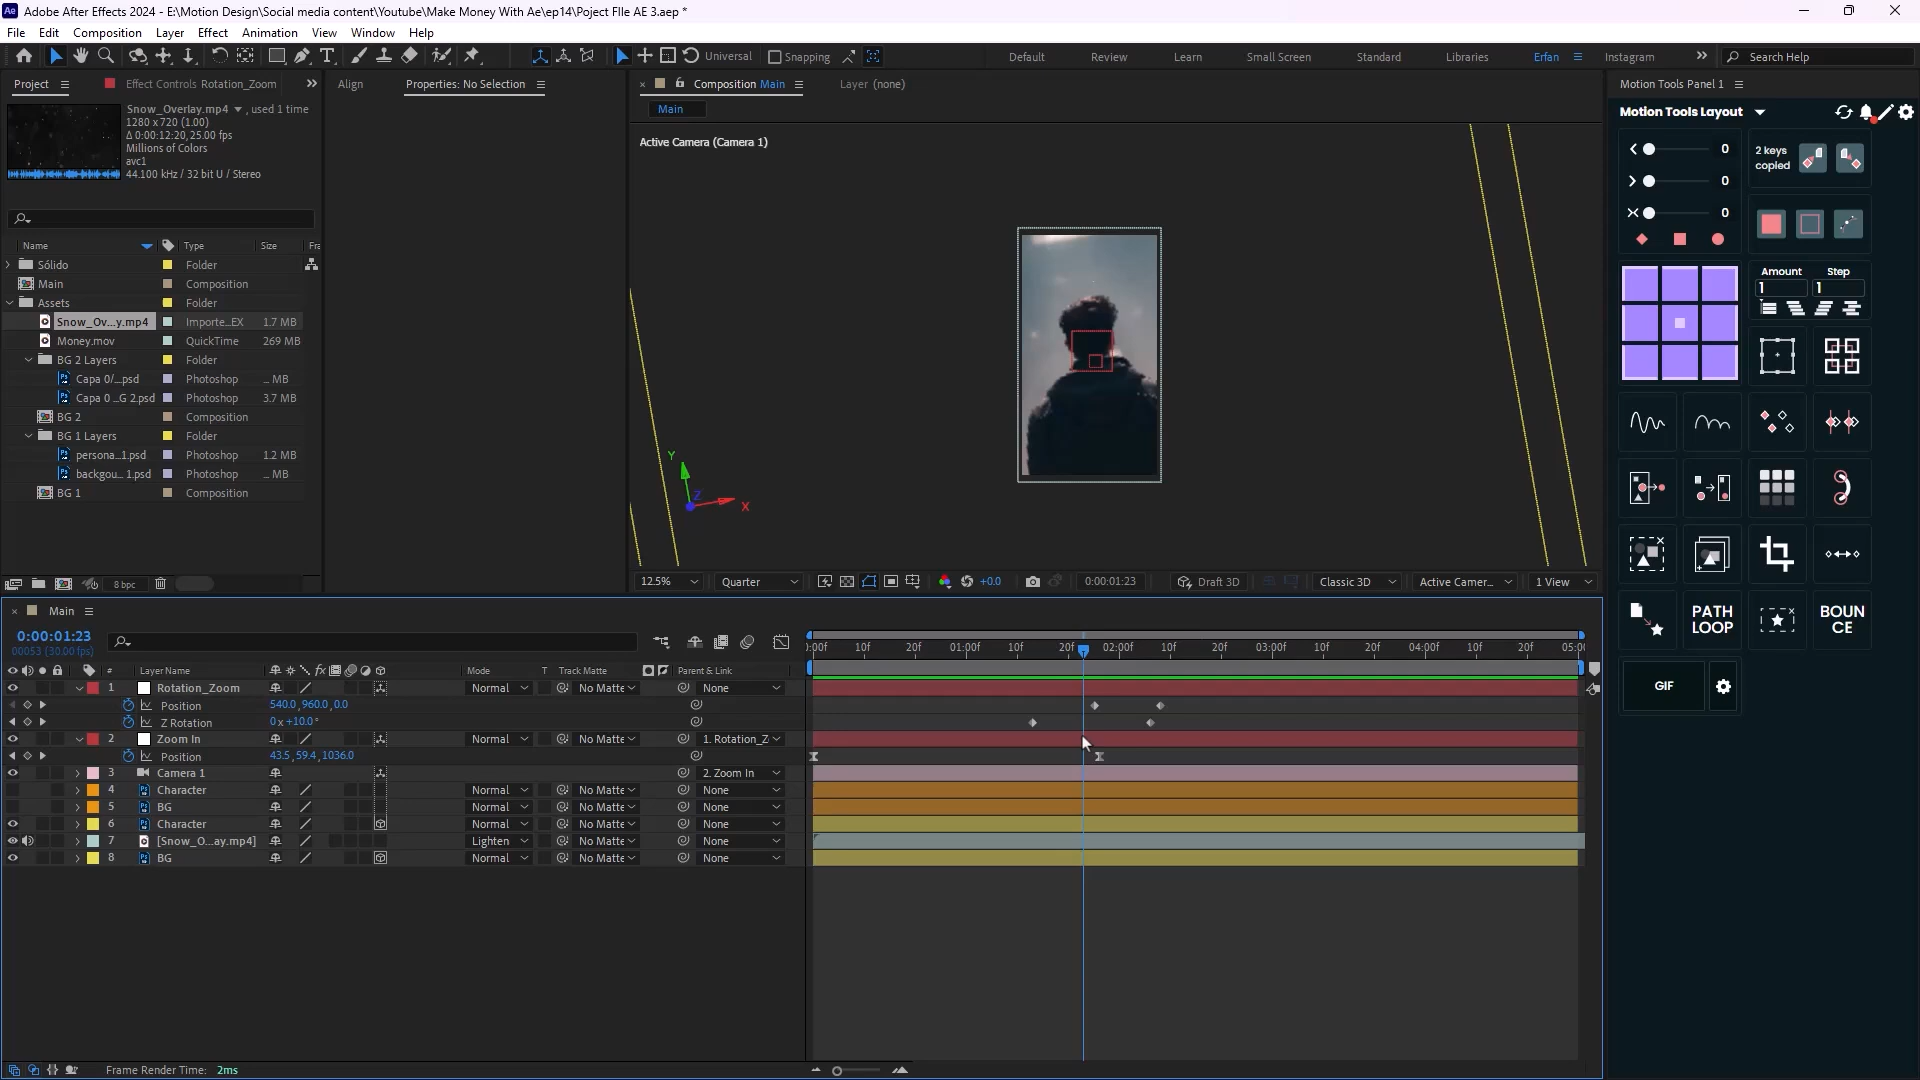 Adobe After Effects 2024 - E:\Motion Design\Social media content\Youtube\Make Money With Ae\ep14\Poject FIle AE 3.aep *
File Edit Composition Layer Effect Animation View Window Help
Universal Snapping Default Review Learn Small Screen Standard Libraries Erfan Instagram Search Help
Project Effect Controls Rotation_Zoom Align Properties: No Selection Composition Main Layer (none) Motion Tools Panel 1
Snow_Overlay.mp4 , used 1 time
1280 x 720 (1.00)
Δ 0:00:12:20, 25.00 fps
Millions of Colors
avc1
44.100 kHz / 32 bit U / Stereo
Main
Active Camera (Camera 1)
Name Type Size Fra
Sólido Folder
Main Composition
Assets Folder
Snow_Ov...y.mp4 Importe...EX 1.7 MB
Money.mov QuickTime 269 MB
BG 2 Layers Folder
Capa 0/...psd Photoshop ... MB
Capa 0 ...G 2.psd Photoshop 3.7 MB
BG 2 Composition
BG 1 Layers Folder
persona...1.psd Photoshop 1.2 MB
backgou... 1.psd Photoshop ... MB
BG 1 Composition
8 bpc
Y
Z
X
12.5% Quarter +0.0 0:00:01:23 Draft 3D Classic 3D Active Camer... 1 View
Motion Tools Layout
0
0
0
2 keys
copied
Amount Step
1 1
PATH
LOOP
BOUN
CE
GIF
Main
0:00:01:23
00053 (30.00 fps)
# Layer Name Mode T Track Matte Parent & Link
:00f 10f 20f 01:00f 10f 20f 02:00f 10f 20f 03:00f 10f 20f 04:00f 10f 20f 05:00
1 Rotation_Zoom Normal No Matte None
Position 540.0,960.0,0.0
Z Rotation 0x+10.0°
2 Zoom In Normal No Matte 1. Rotation_Z
Position 43.5,59.4,1036.0
3 Camera 1 2. Zoom In
4 Character Normal No Matte None
5 BG Normal No Matte None
6 Character Normal No Matte None
7 [Snow_O...ay.mp4] Lighten No Matte None
8 BG Normal No Matte None
Frame Render Time: 2ms